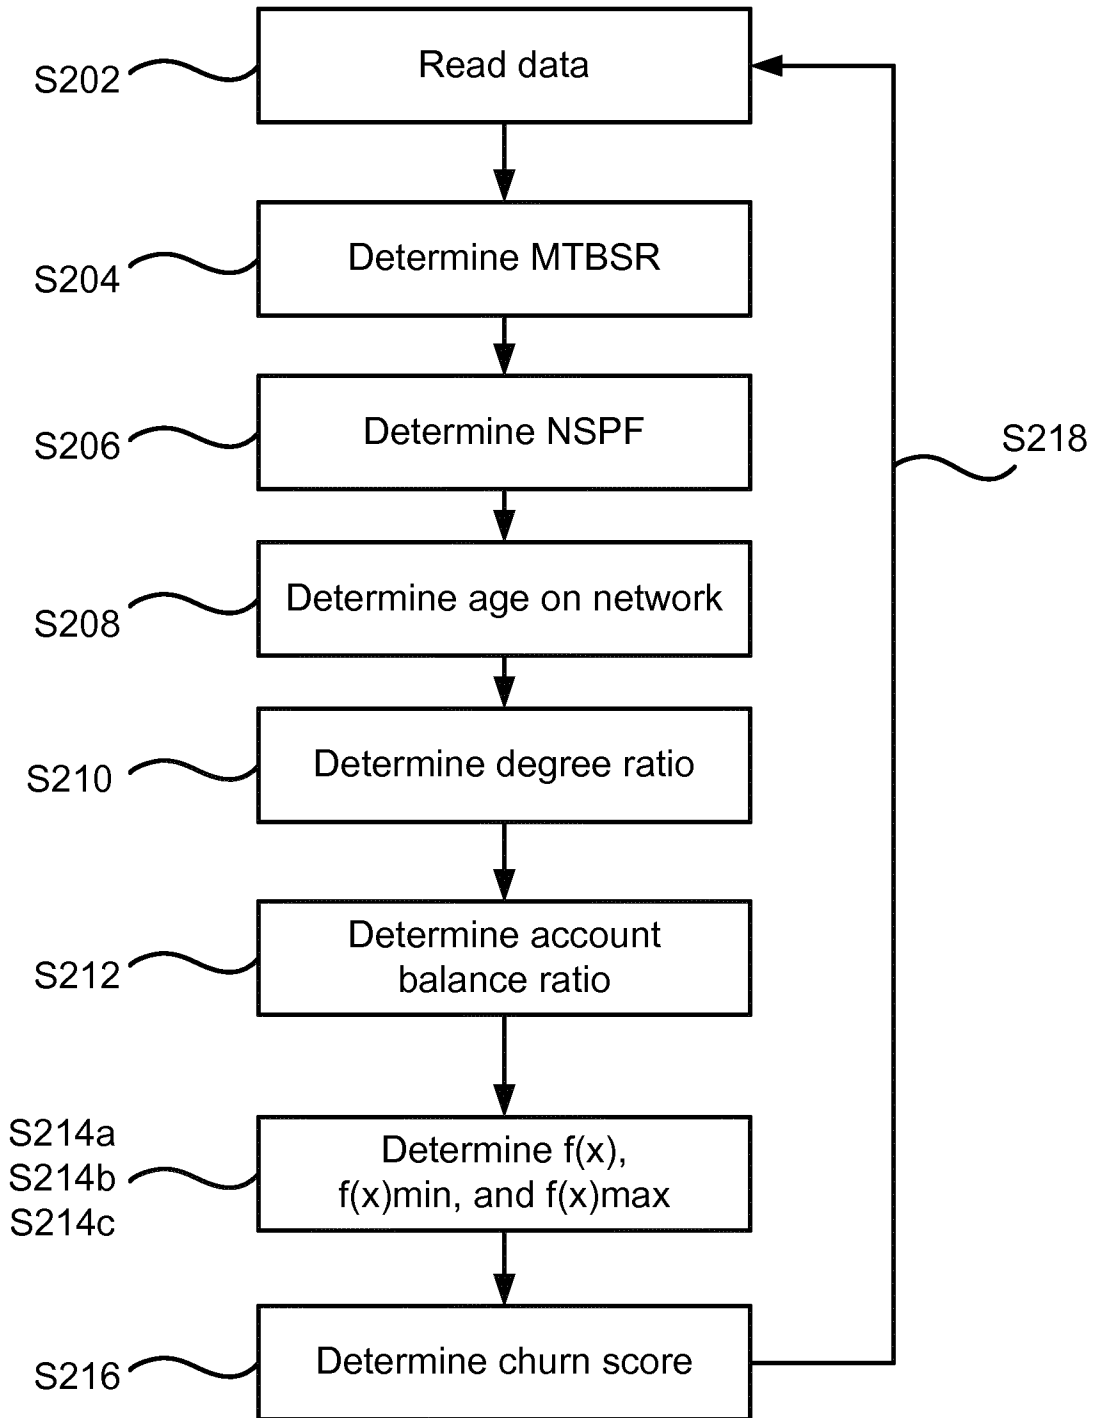 S202
Read data
S204
Determine MTBSR
S206
Determine NSPF
S218
S208
Determine age on network
S210
Determine degree ratio
S212
Determine account
balance ratio
S214a
S214b
S214c
Determine f(x),
f(x)min, and f(x)max
S216
Determine churn score